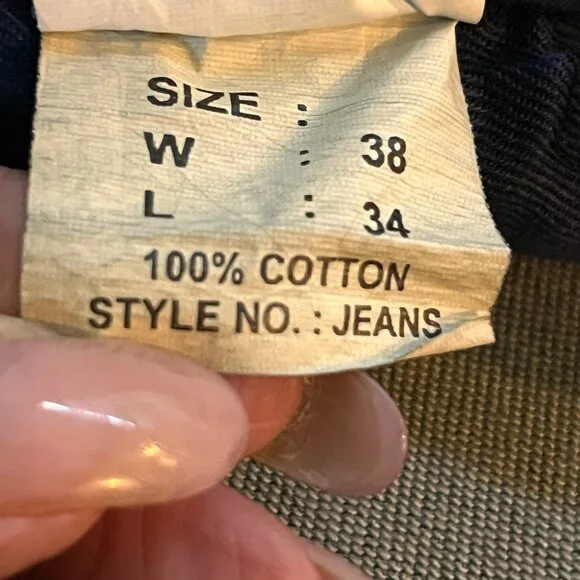 SIZE :
W : 38
L : 34
100% COTTON
STYLE NO. : JEANS